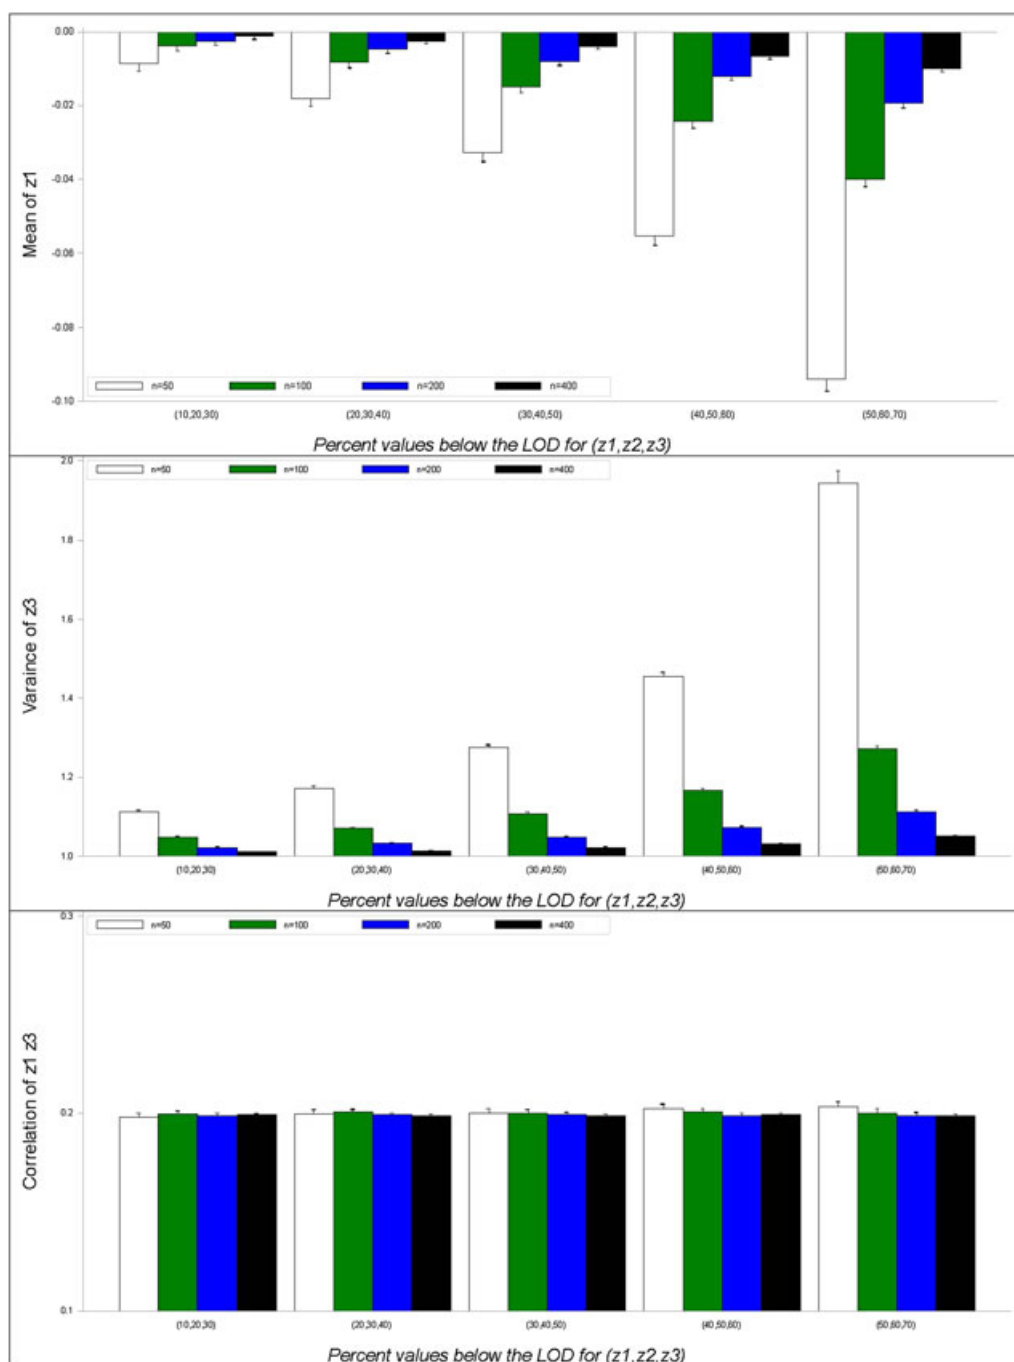 Mean of z1
0.00
-0.02
-0.04
-0.06
-0.08
-0.10
n=50 n=100 n=200 n=400
(10,20,30) (20,30,40) (30,40,50) (40,50,60) (50,60,70)
Percent values below the LOD for (z1,z2,z3)
Varaince of z3
2.0
1.8
1.6
1.4
1.2
1.0
n=50 n=100 n=200 n=400
(10,20,30) (20,30,40) (30,40,50) (40,50,60) (50,60,70)
Percent values below the LOD for (z1,z2,z3)
Correlation of z1 z3
0.3
0.2
0.1
n=50 n=100 n=200 n=400
(10,20,30) (20,30,40) (30,40,50) (40,50,60) (50,60,70)
Percent values below the LOD for (z1,z2,z3)